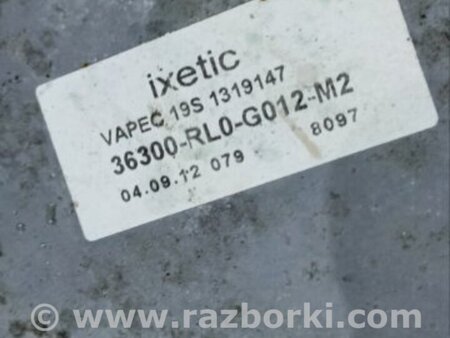 ixetic
VAPEC 19S 1319147
36300-RL0-G012-M2
04.09.12 079 8097
© www.razborki.com